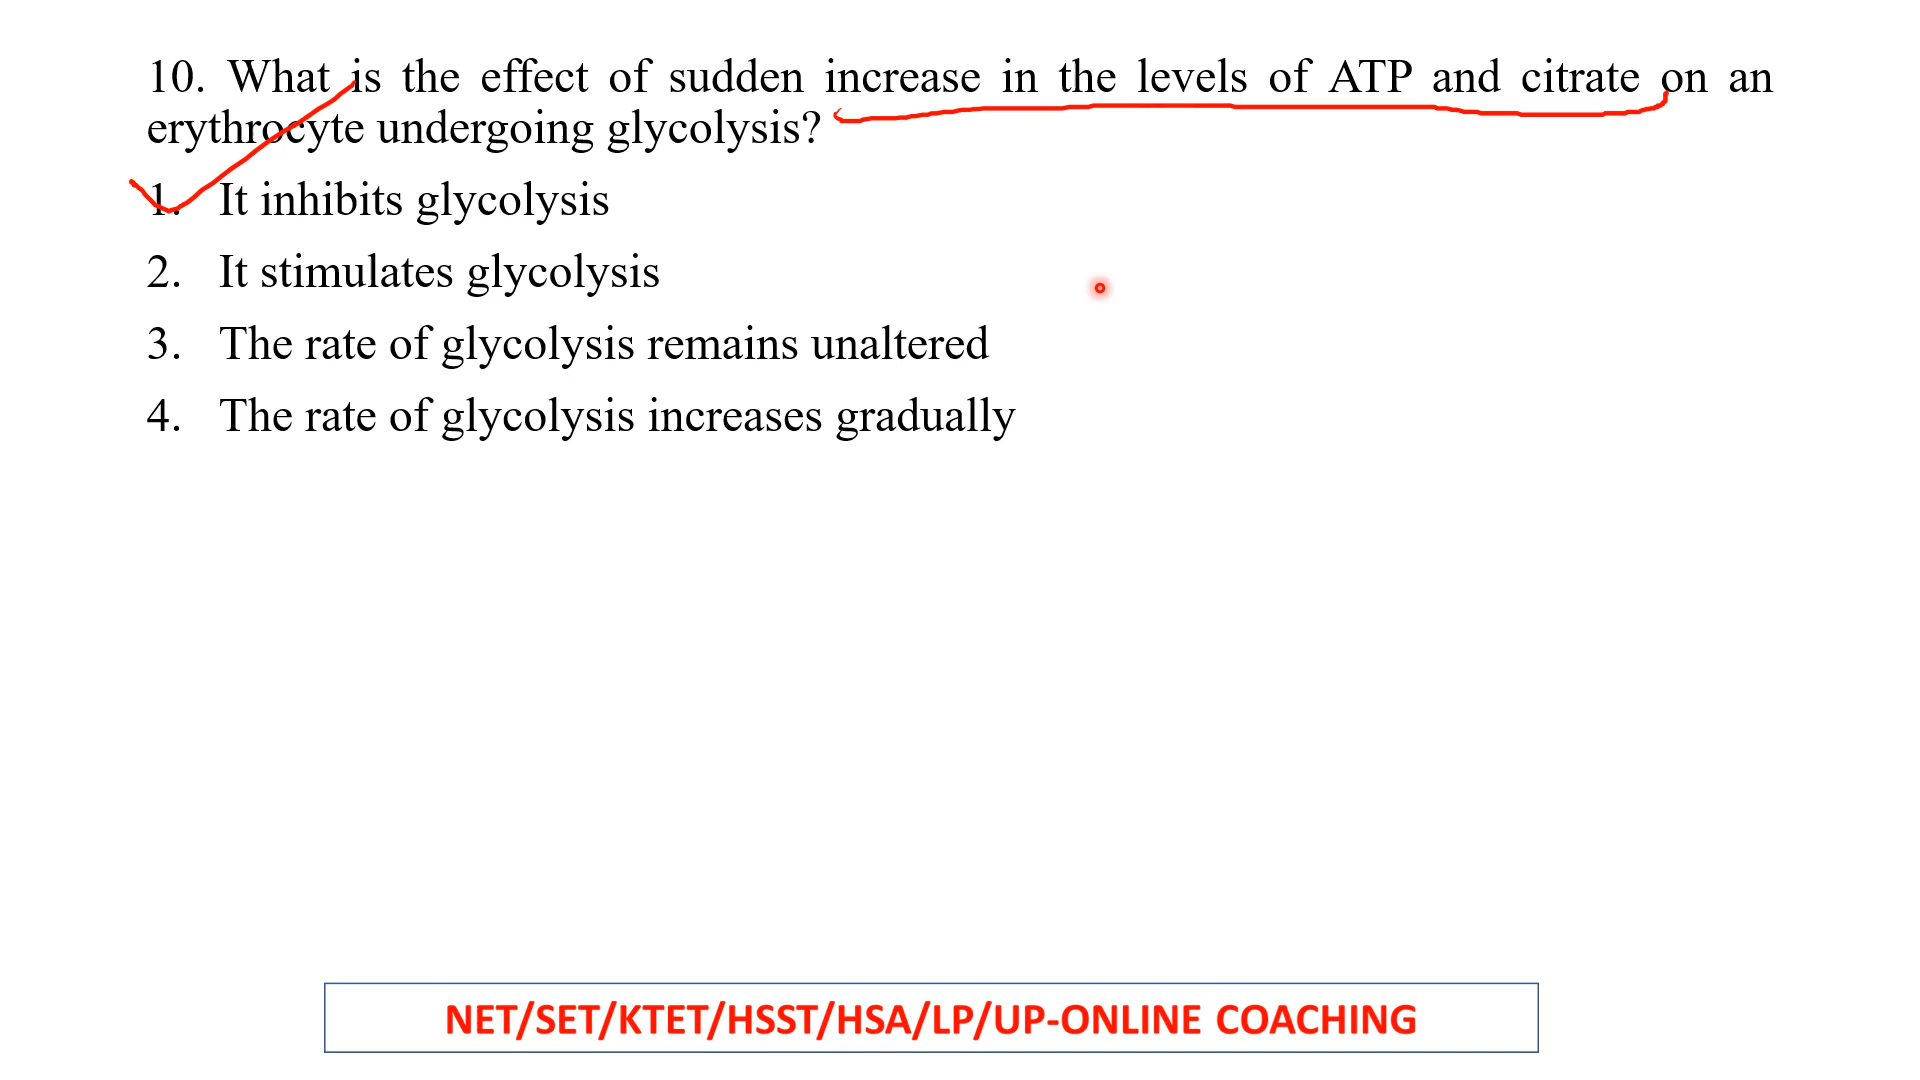 10. What is the effect of sudden increase in the levels of ATP and citrate on an
erythrocyte undergoing glycolysis?
1. It inhibits glycolysis
2. It stimulates glycolysis
3. The rate of glycolysis remains unaltered
4. The rate of glycolysis increases gradually
NET/SET/KTET/HSST/HSA/LP/UP-ONLINE COACHING